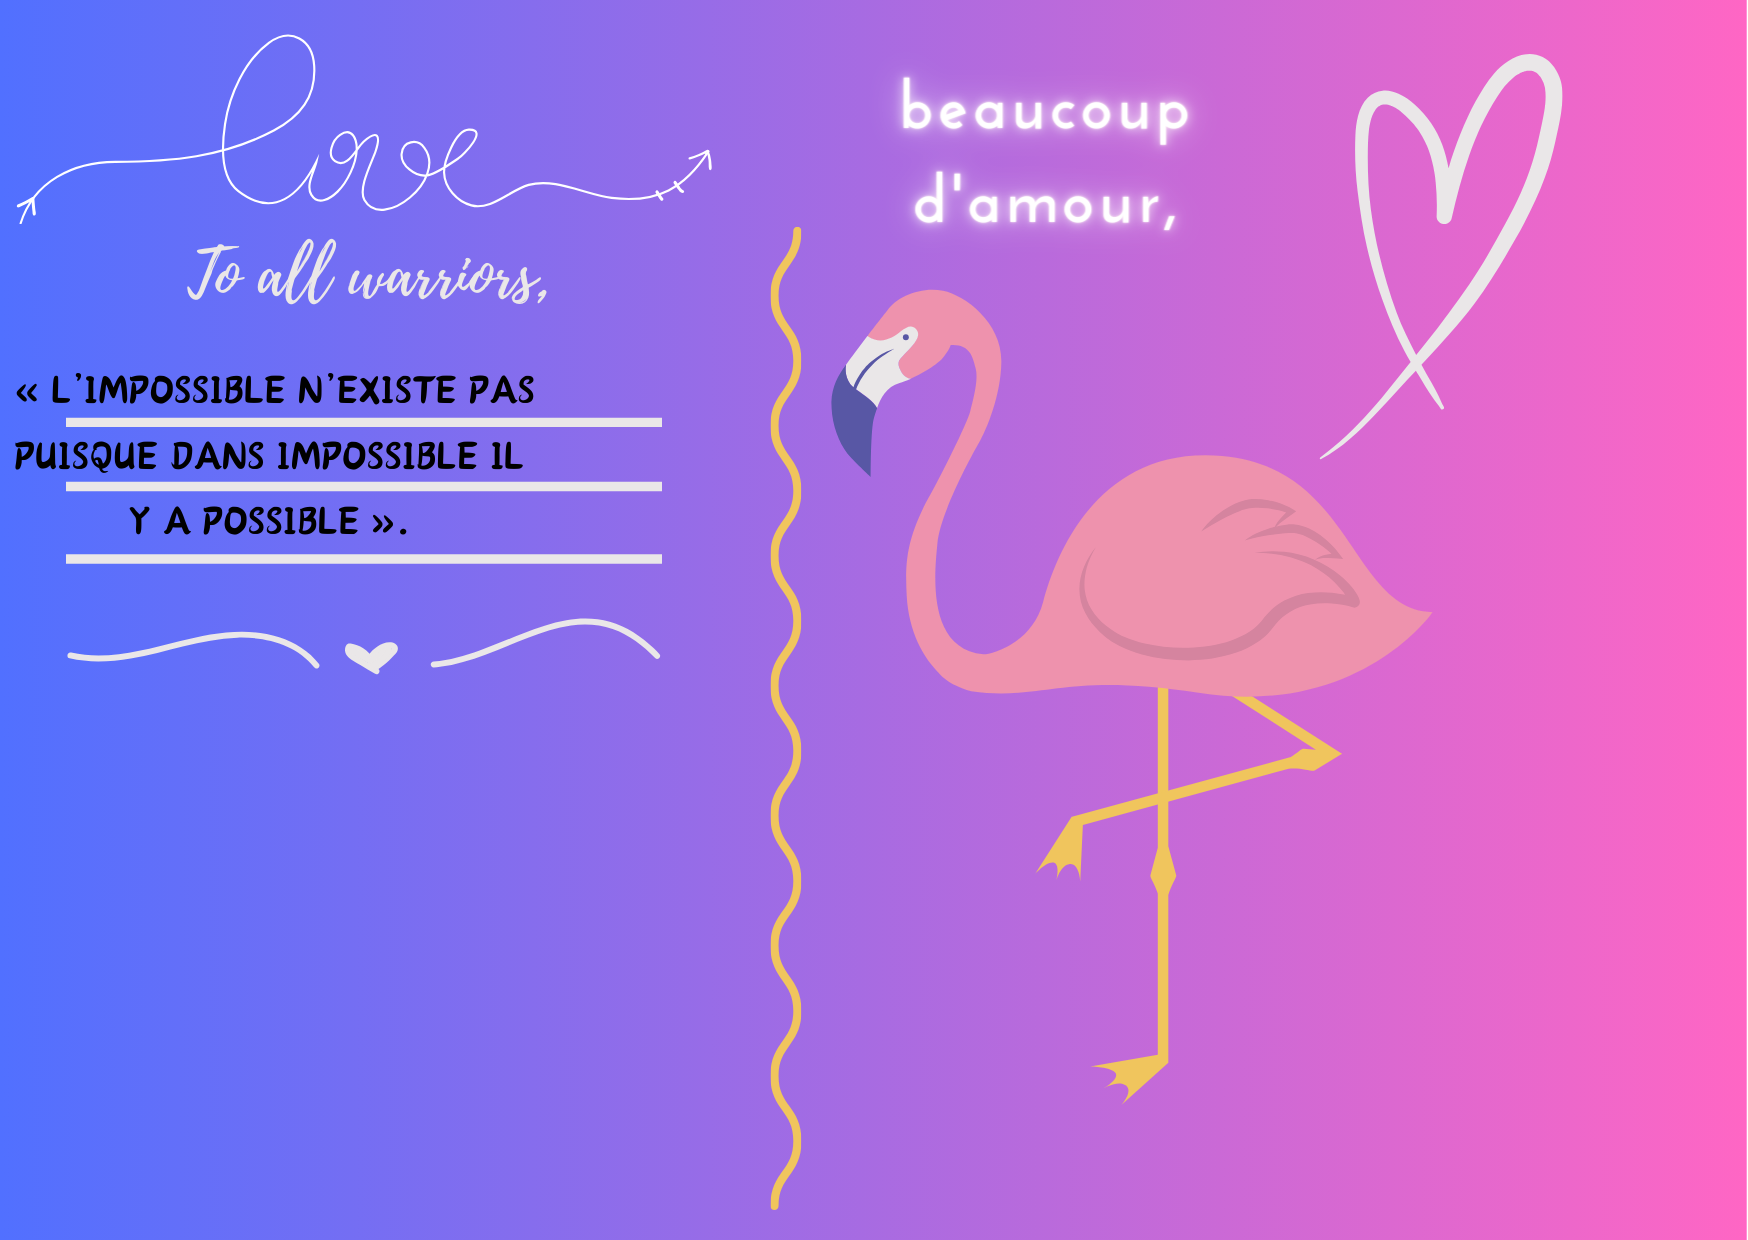 love
To all warriors,
« L'IMPOSSIBLE N'EXISTE PAS
PUISQUE DANS IMPOSSIBLE IL
Y A POSSIBLE ».
beaucoup
d'amour,